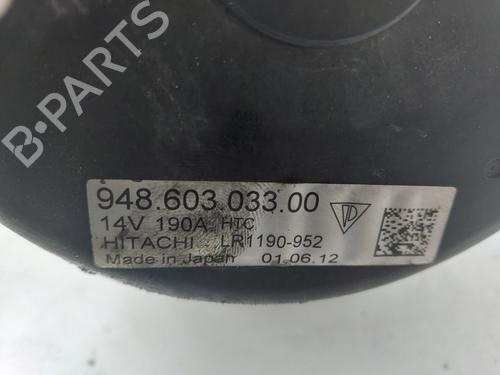 948.603.033.00
14V 190A HTC
HITACHI LR1190-952
Made in Japan 01.06.12
B-PARTS